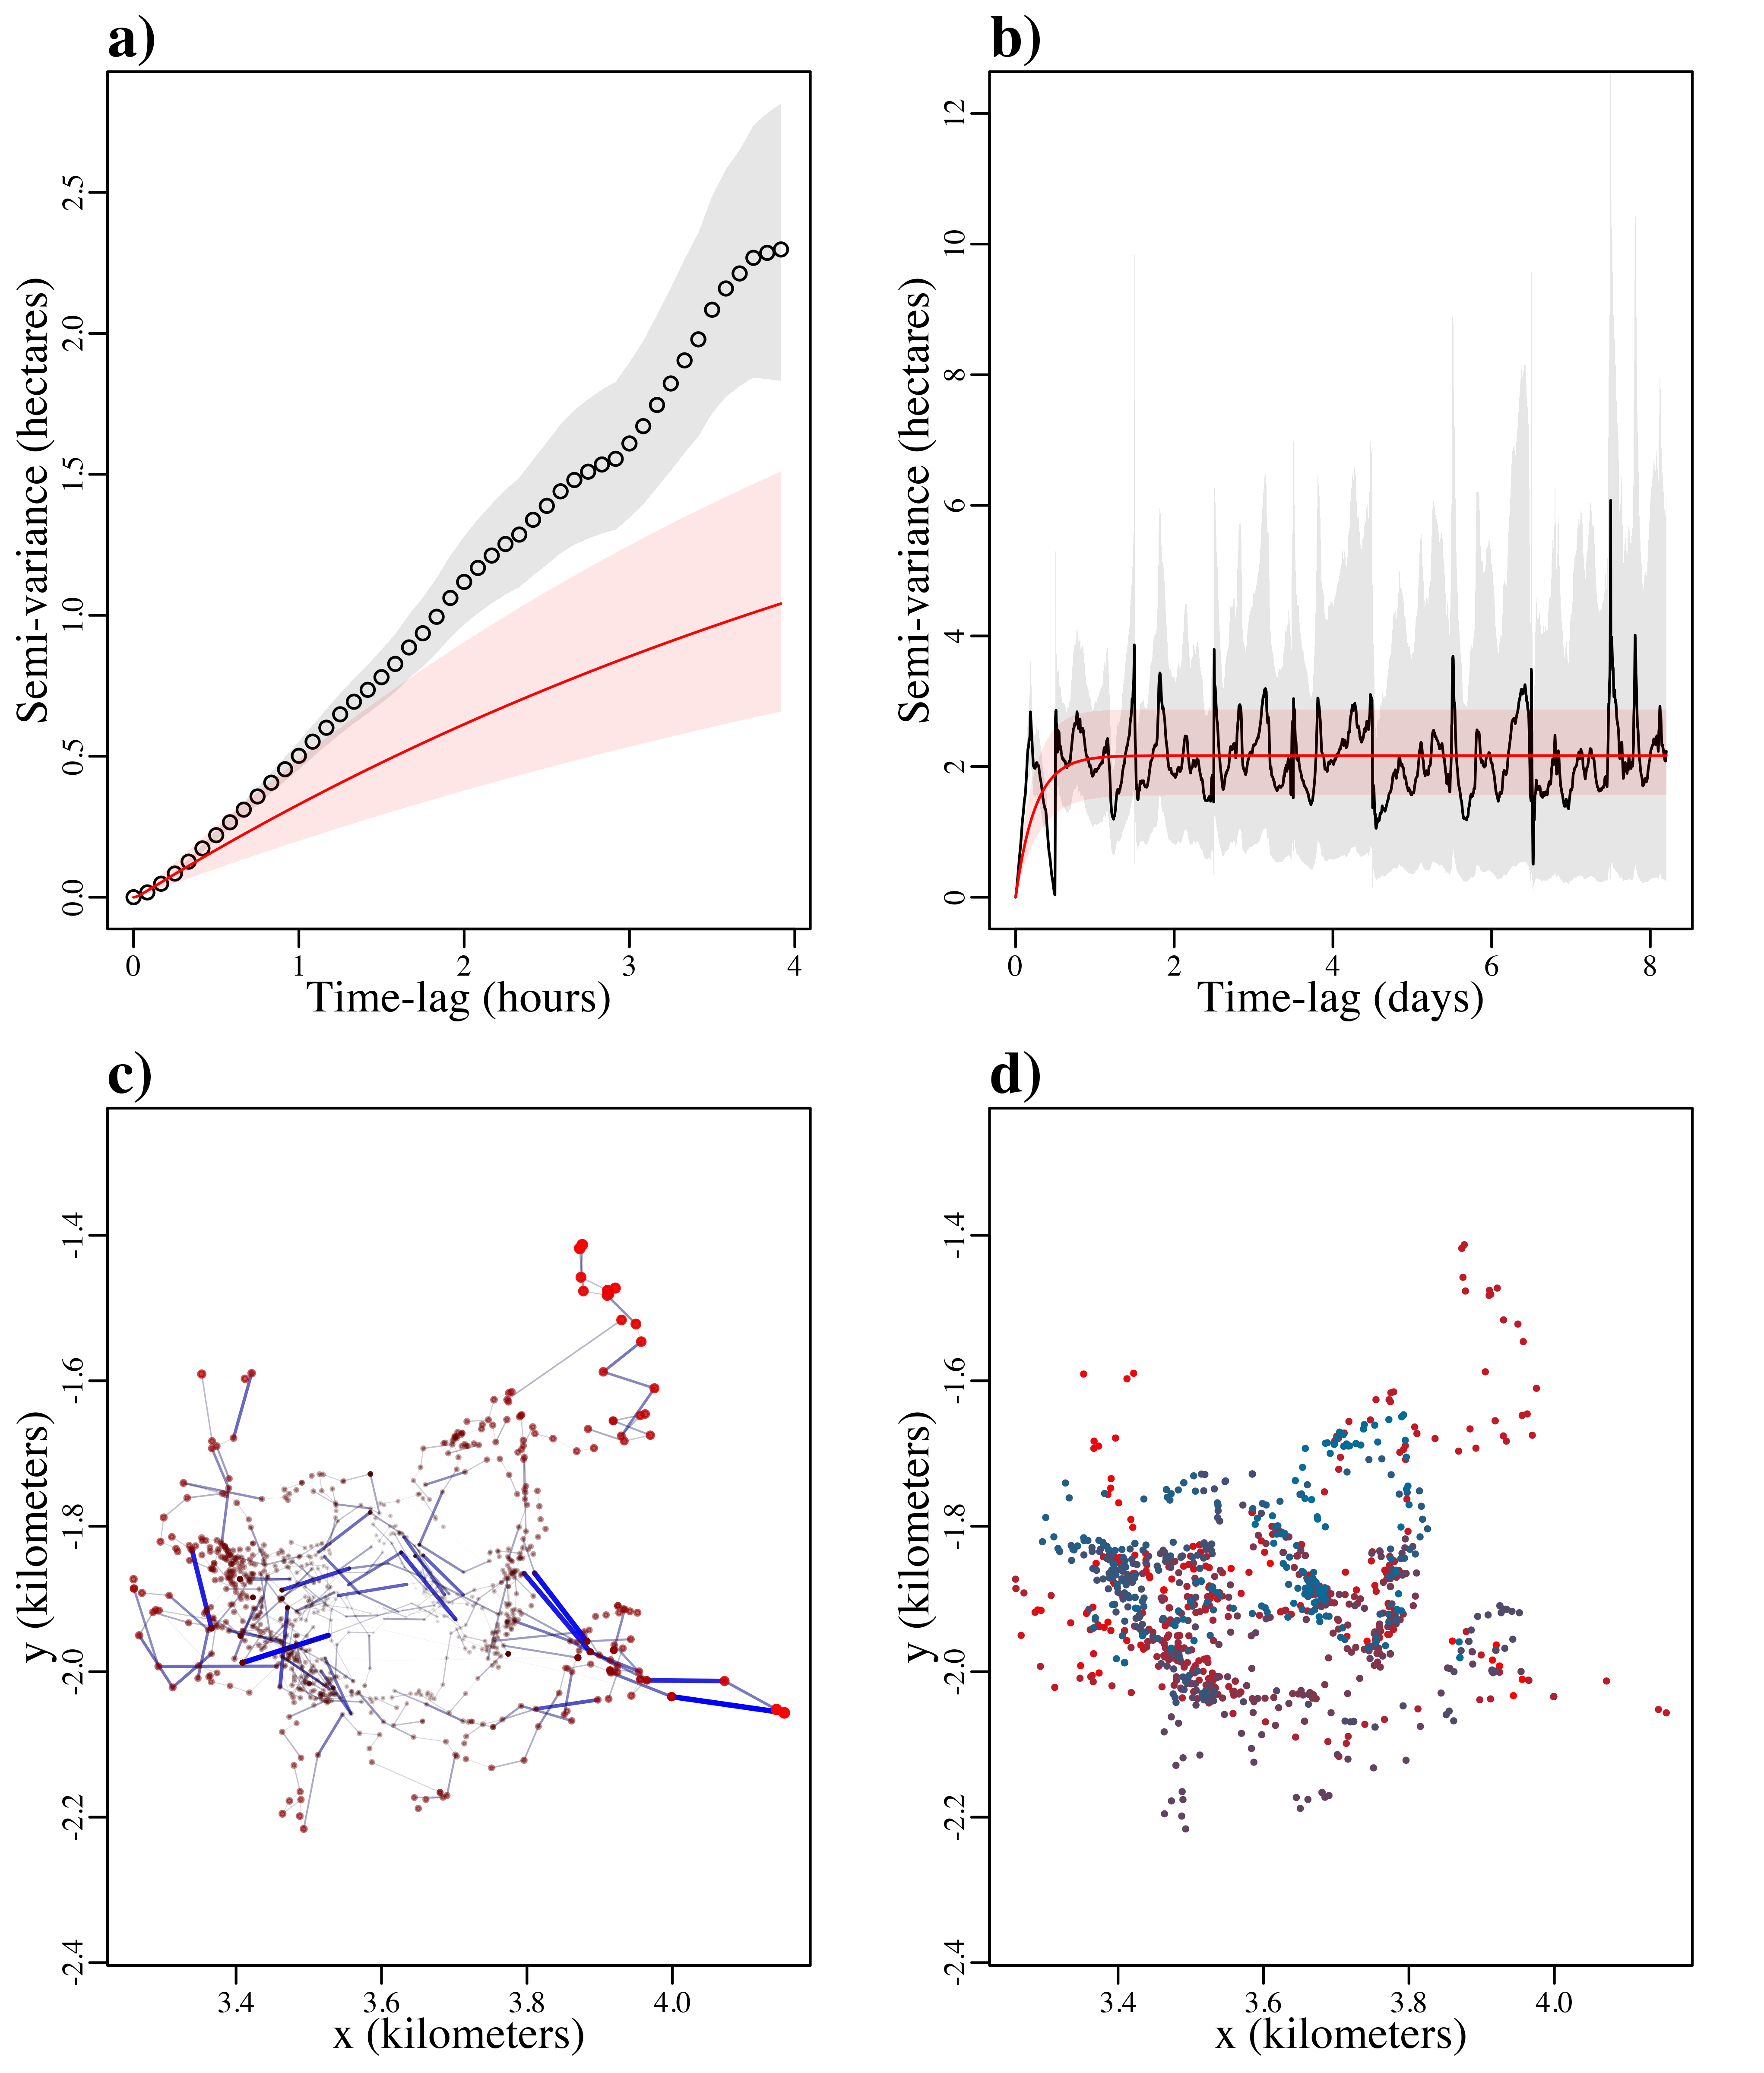 a)
Semi-variance (hectares)
0.0 0.5 1.0 1.5 2.0 2.5
0 1 2 3 4
Time-lag (hours)
b)
Semi-variance (hectares)
0 2 4 6 8 10 12
0 2 4 6 8
Time-lag (days)
c)
y (kilometers)
-2.4 -2.2 -2.0 -1.8 -1.6 -1.4
3.4 3.6 3.8 4.0
x (kilometers)
d)
y (kilometers)
-2.4 -2.2 -2.0 -1.8 -1.6 -1.4
3.4 3.6 3.8 4.0
x (kilometers)